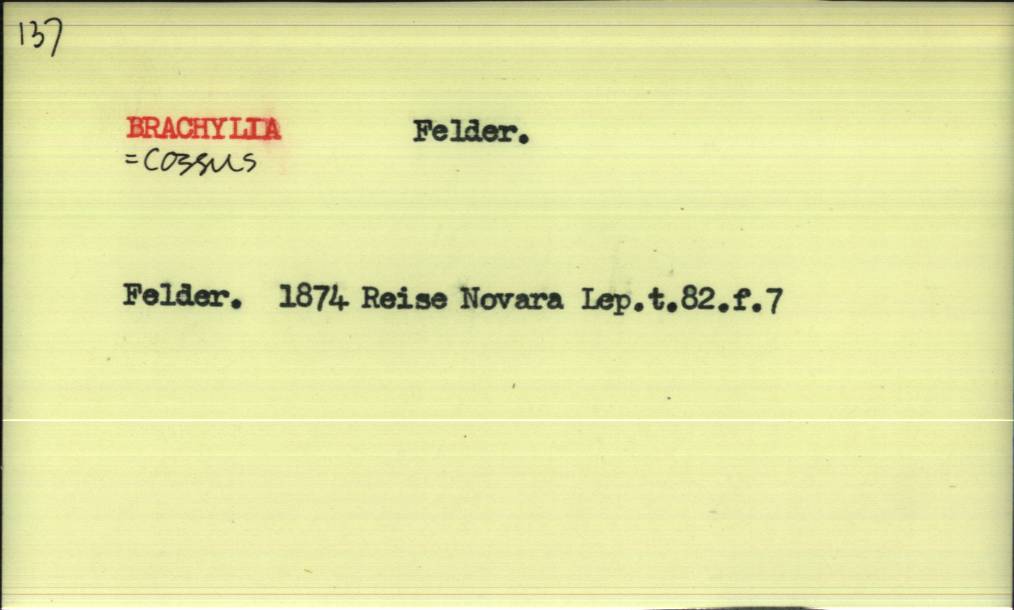 137
BRACHYLIA Felder.
=Cossus
Felder. 1874 Reise Novara Lep.t.82.f.7